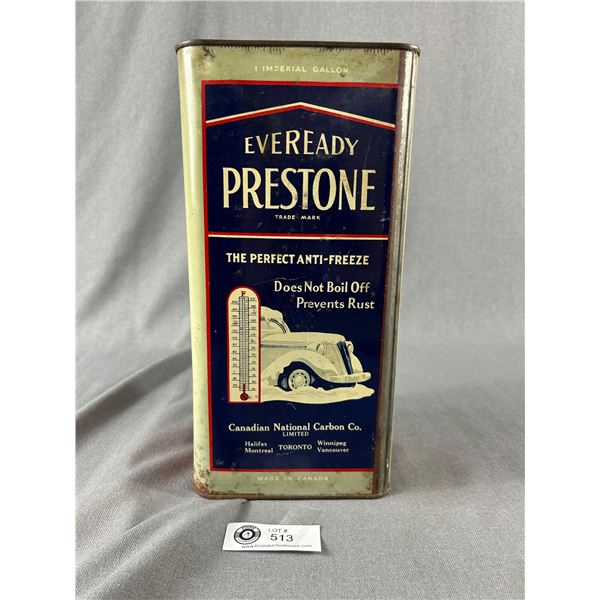 1 IMPERIAL GALLON
EVEREADY
PRESTONE
TRADE-MARK
THE PERFECT ANTI-FREEZE
Does Not Boil Off
Prevents Rust
F
Canadian National Carbon Co.
LIMITED
Halifax TORONTO Winnipeg
Montreal Vancouver
MADE IN CANADA
LOT #
513